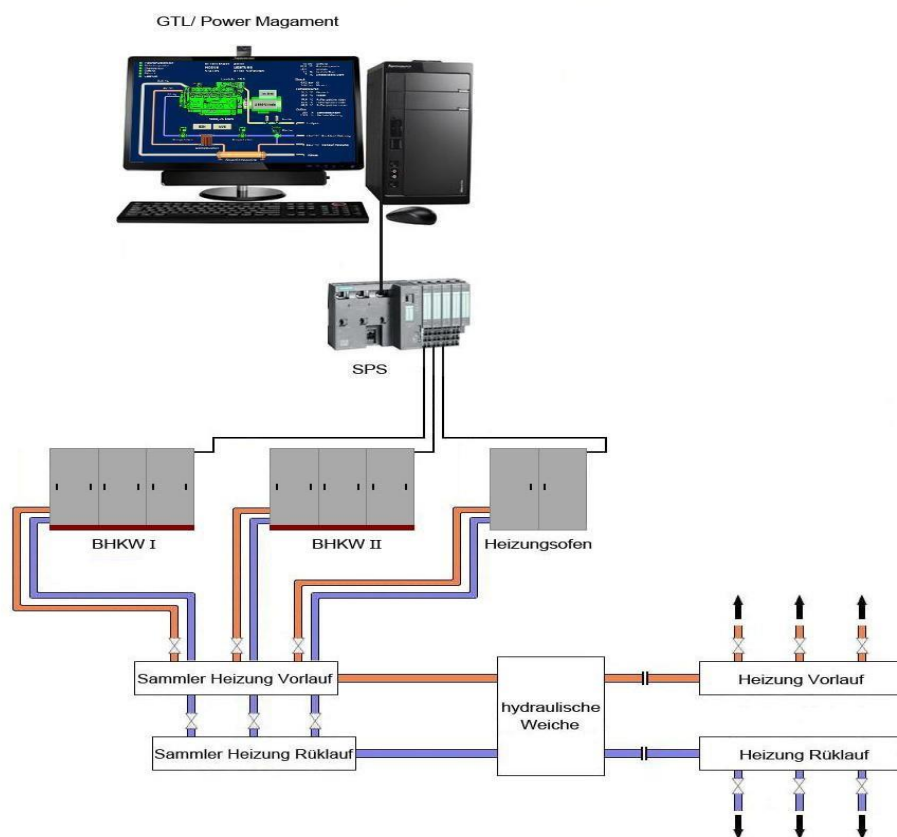 GTL/ Power Magament
SPS
BHKW I
BHKW II
Heizungsofen
Sammler Heizung Vorlauf
hydraulische
Weiche
Heizung Vorlauf
Sammler Heizung Rüklauf
Heizung Rüklauf